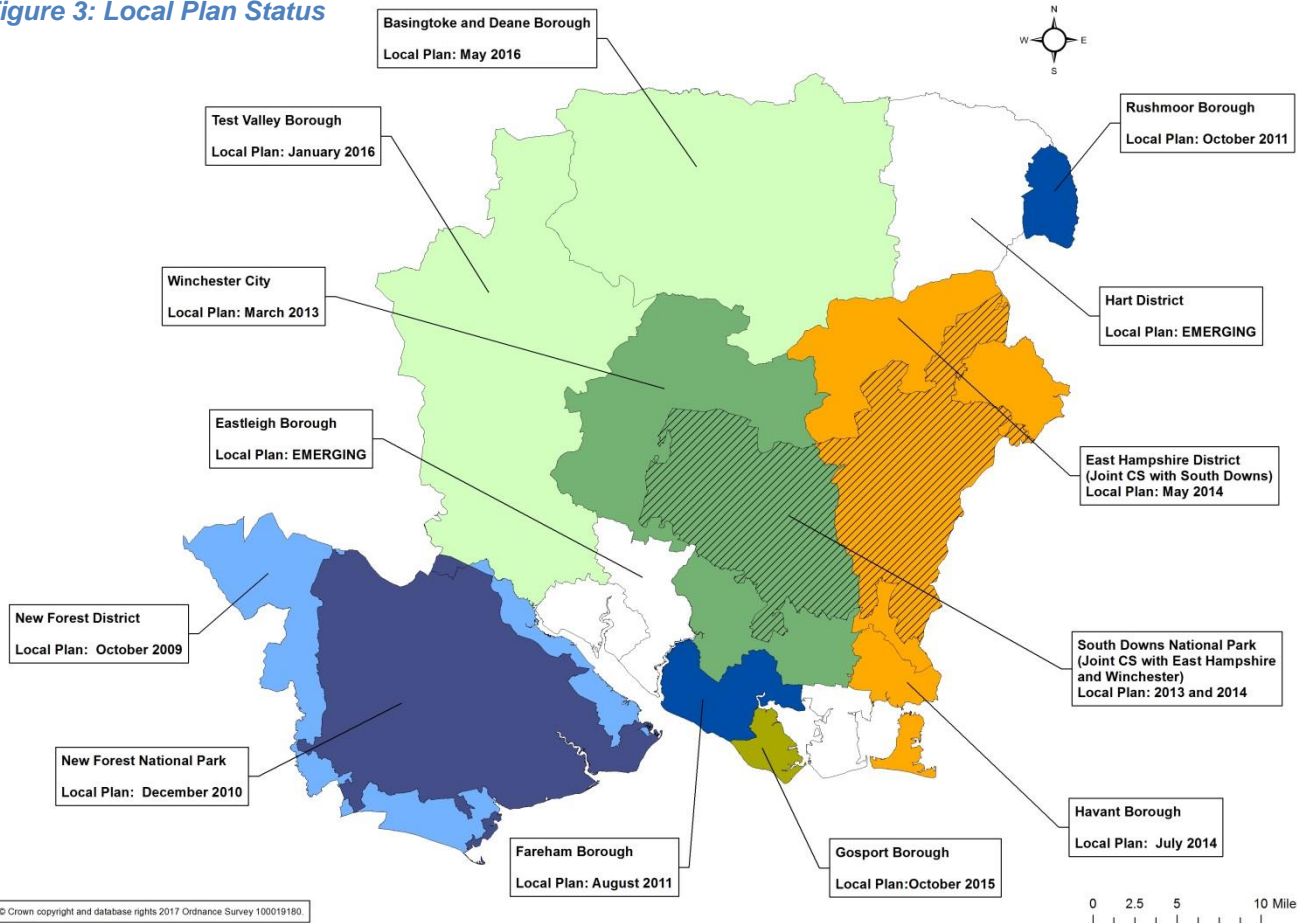 igure 3: Local Plan Status
Basingtoke and Deane Borough
Local Plan: May 2016
N
W E
S
Test Valley Borough
Local Plan: January 2016
Rushmoor Borough
Local Plan: October 2011
Winchester City
Local Plan: March 2013
Hart District
Local Plan: EMERGING
Eastleigh Borough
Local Plan: EMERGING
East Hampshire District
(Joint CS with South Downs)
Local Plan: May 2014
New Forest District
Local Plan: October 2009
South Downs National Park
(Joint CS with East Hampshire
and Winchester)
Local Plan: 2013 and 2014
New Forest National Park
Local Plan: December 2010
Havant Borough
Local Plan: July 2014
Fareham Borough
Local Plan: August 2011
Gosport Borough
Local Plan:October 2015
© Crown copyright and database rights 2017 Ordnance Survey 100019180.
0 2.5 5 10 Mile